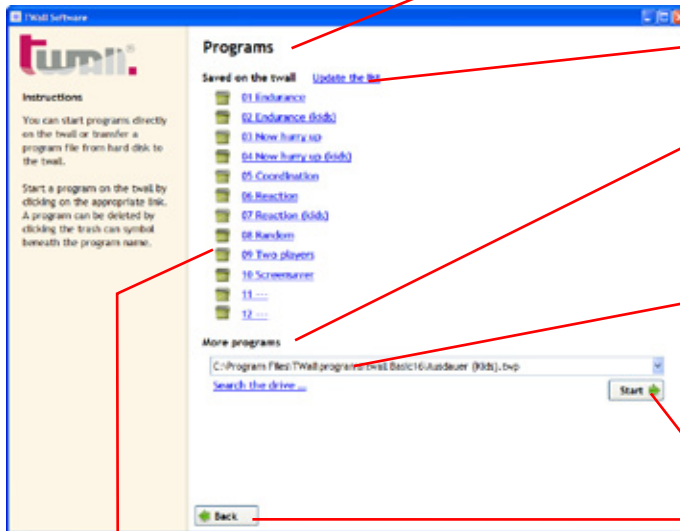 TWall Software
twall®
Programs
Saved on the twall Update the list
Instructions
You can start programs directly
on the twall or transfer a
program file from hard disk to
the twall.
Start a program on the twall by
clicking on the appropriate link.
A program can be deleted by
clicking the trash can symbol
beneath the program name.
01 Endurance
02 Endurance (kids)
03 Now hurry up
04 Now hurry up (kids)
05 Coordination
06 Reaction
07 Reaction (kids)
08 Random
09 Two players
10 Screensaver
11 ---
12 ---
More programs
C:\Program Files\TWall\programs\twall Basic16\Ausdauer (Kids).twp
Search the drive ...
Start
Back